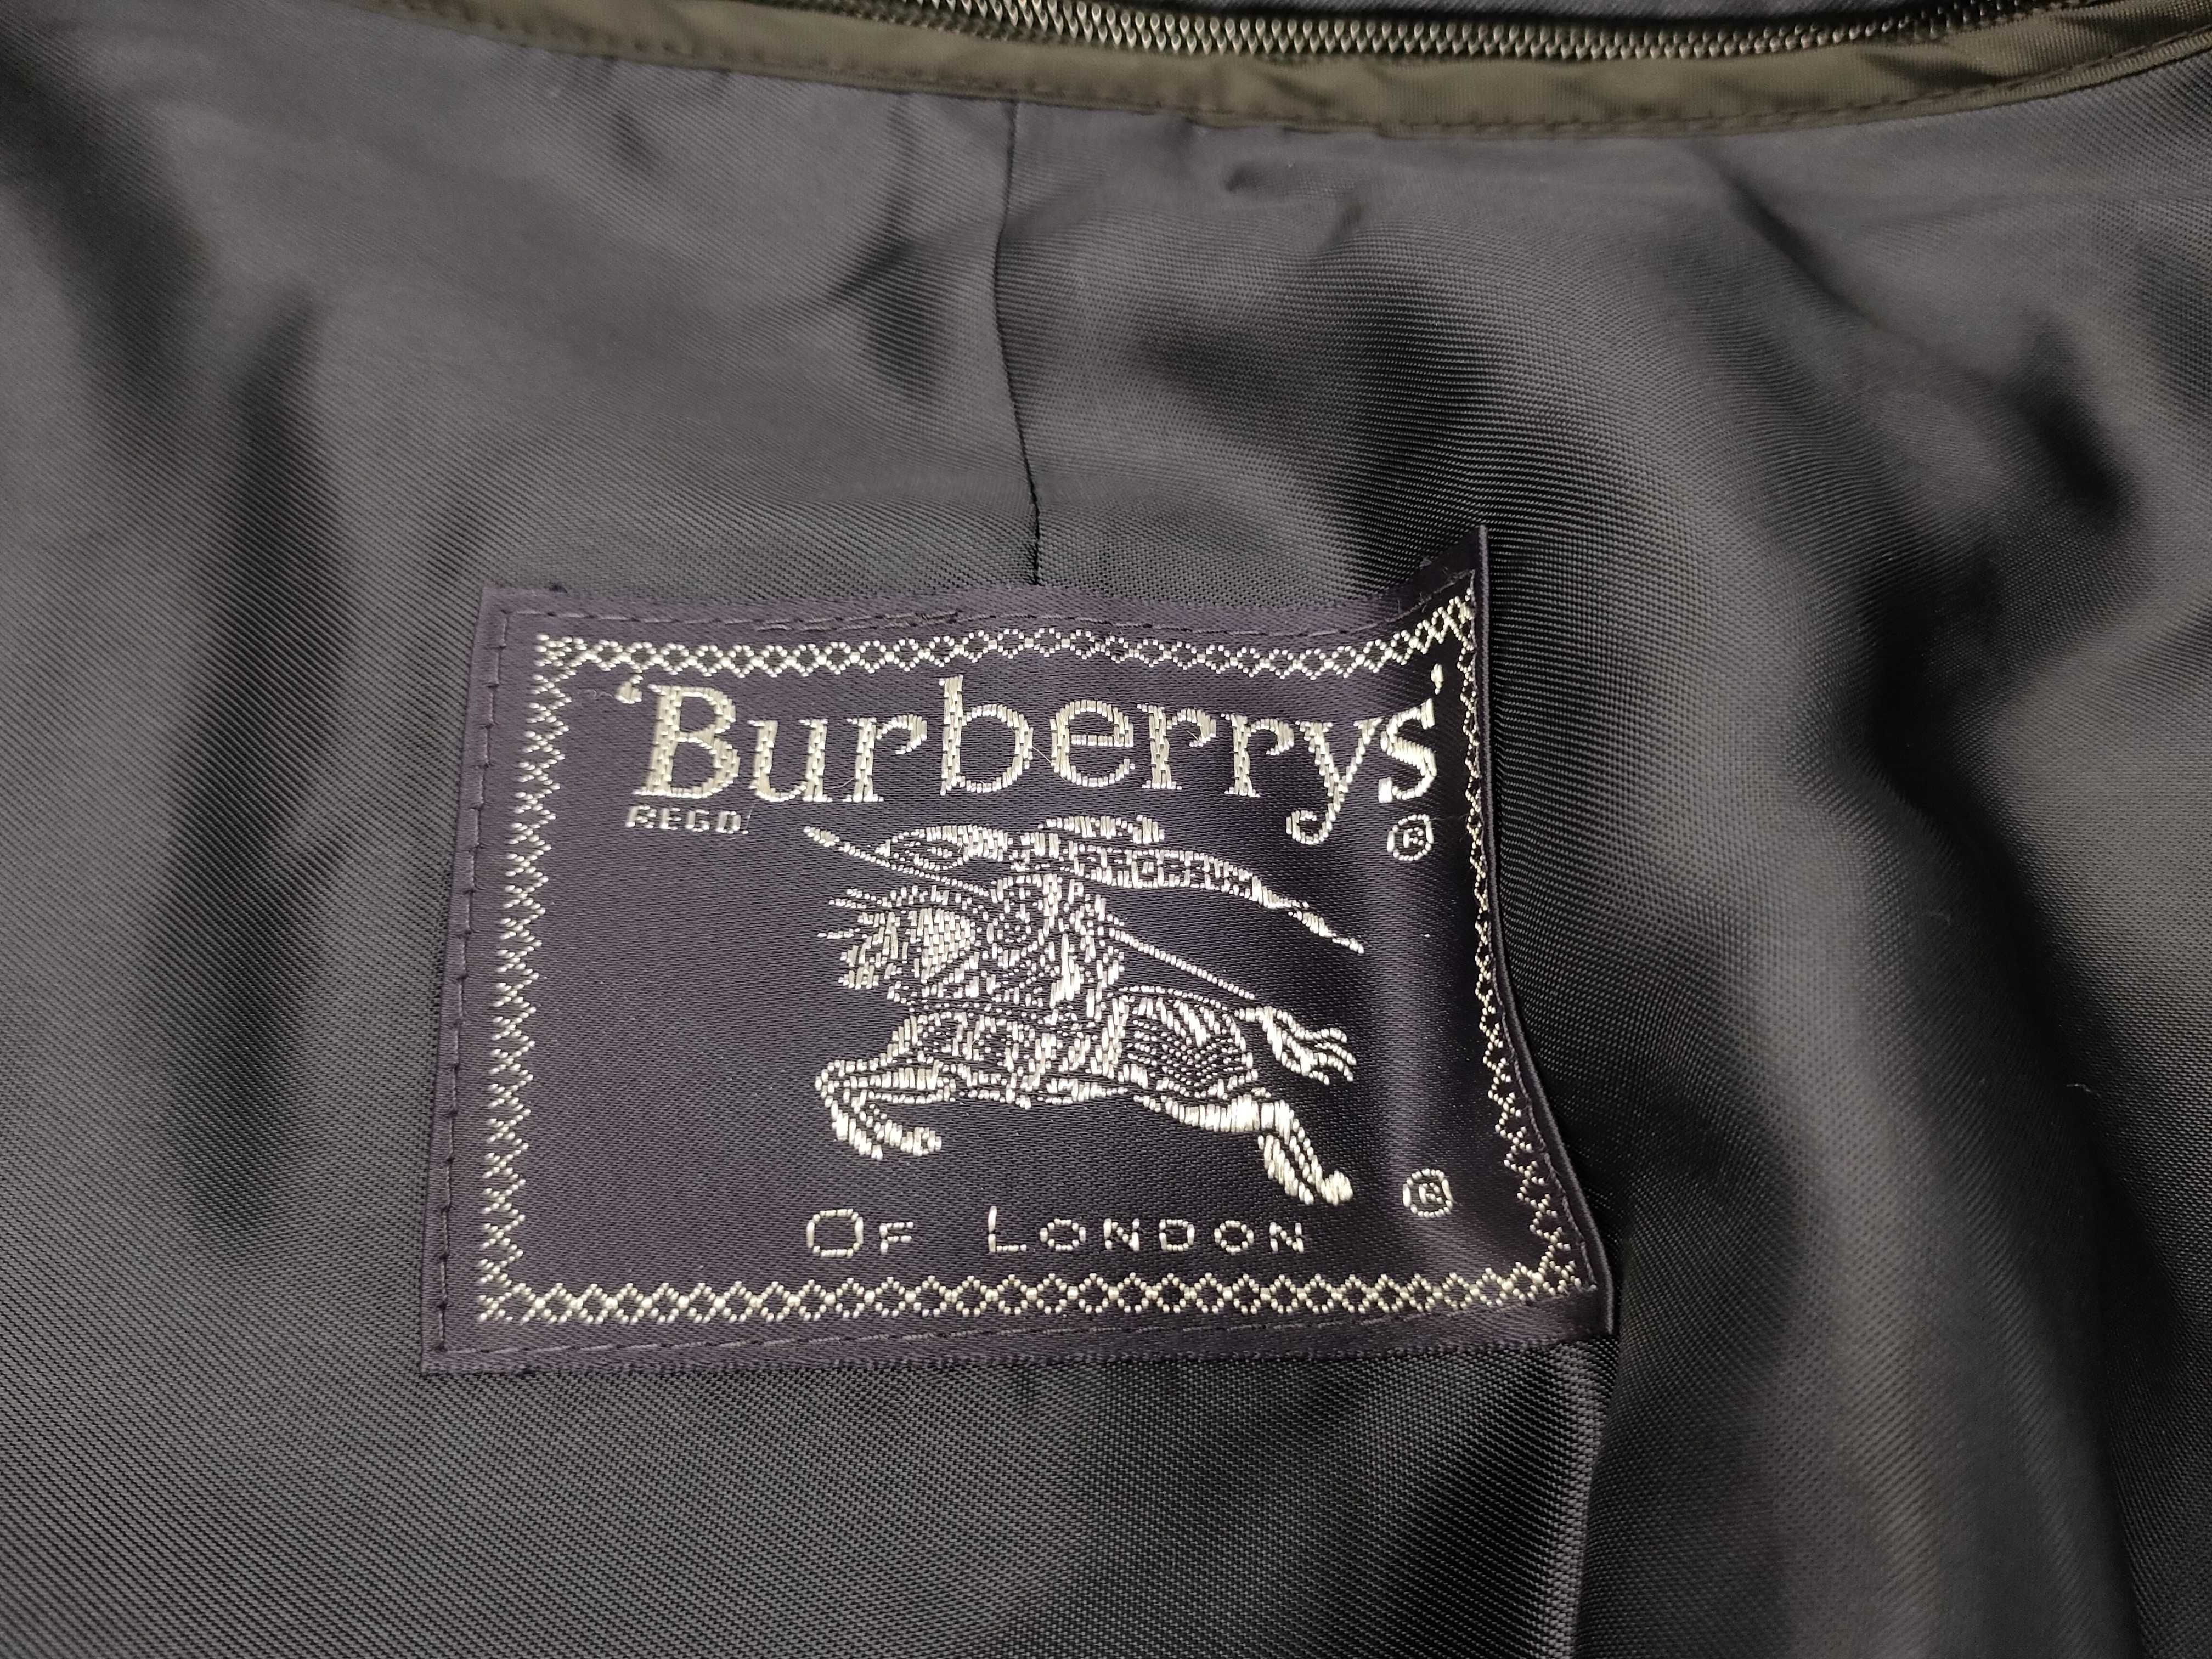 'Burberrys'
REGD.
®
®
OF LONDON